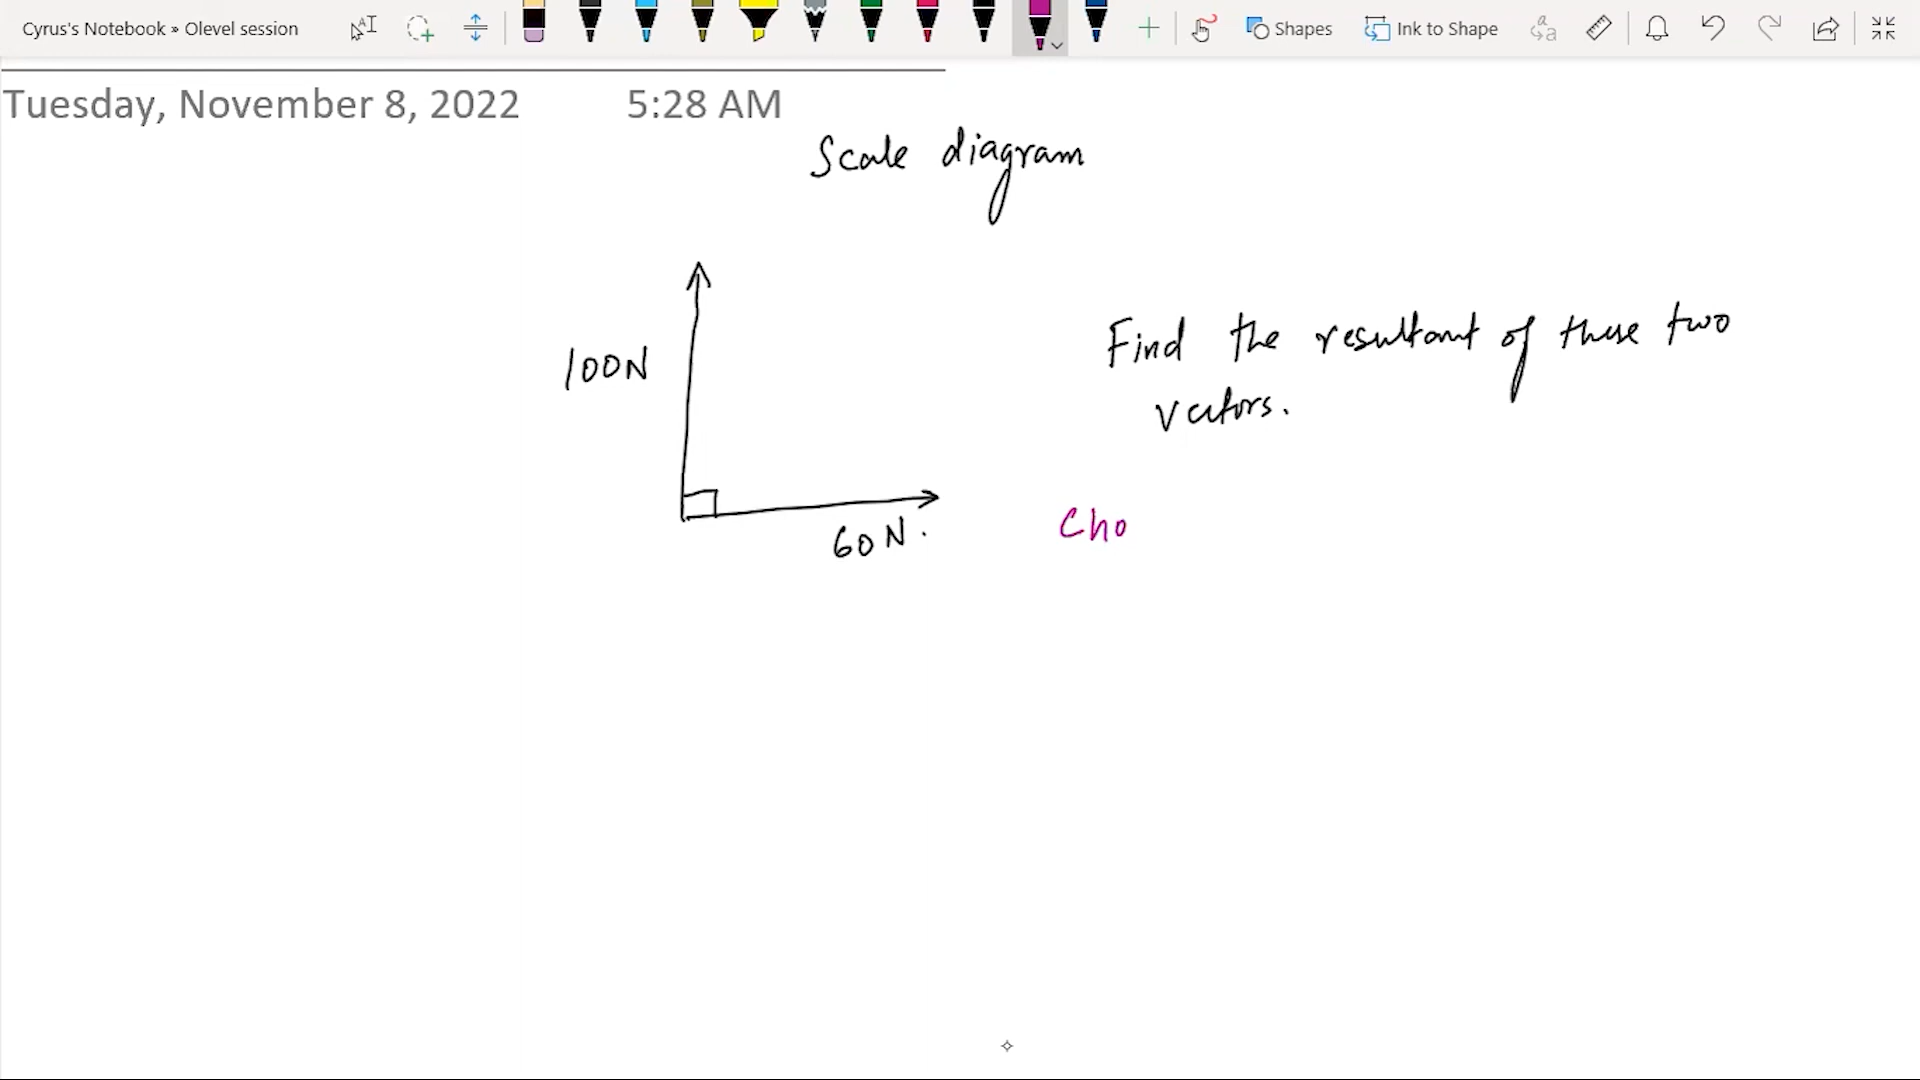 Cyrus's Notebook » Olevel session
Shapes
Ink to Shape
Tuesday, November 8, 2022 5:28 AM
Scale diagram
100N
Find the resultant of these two
vectors.
60N.
Cho